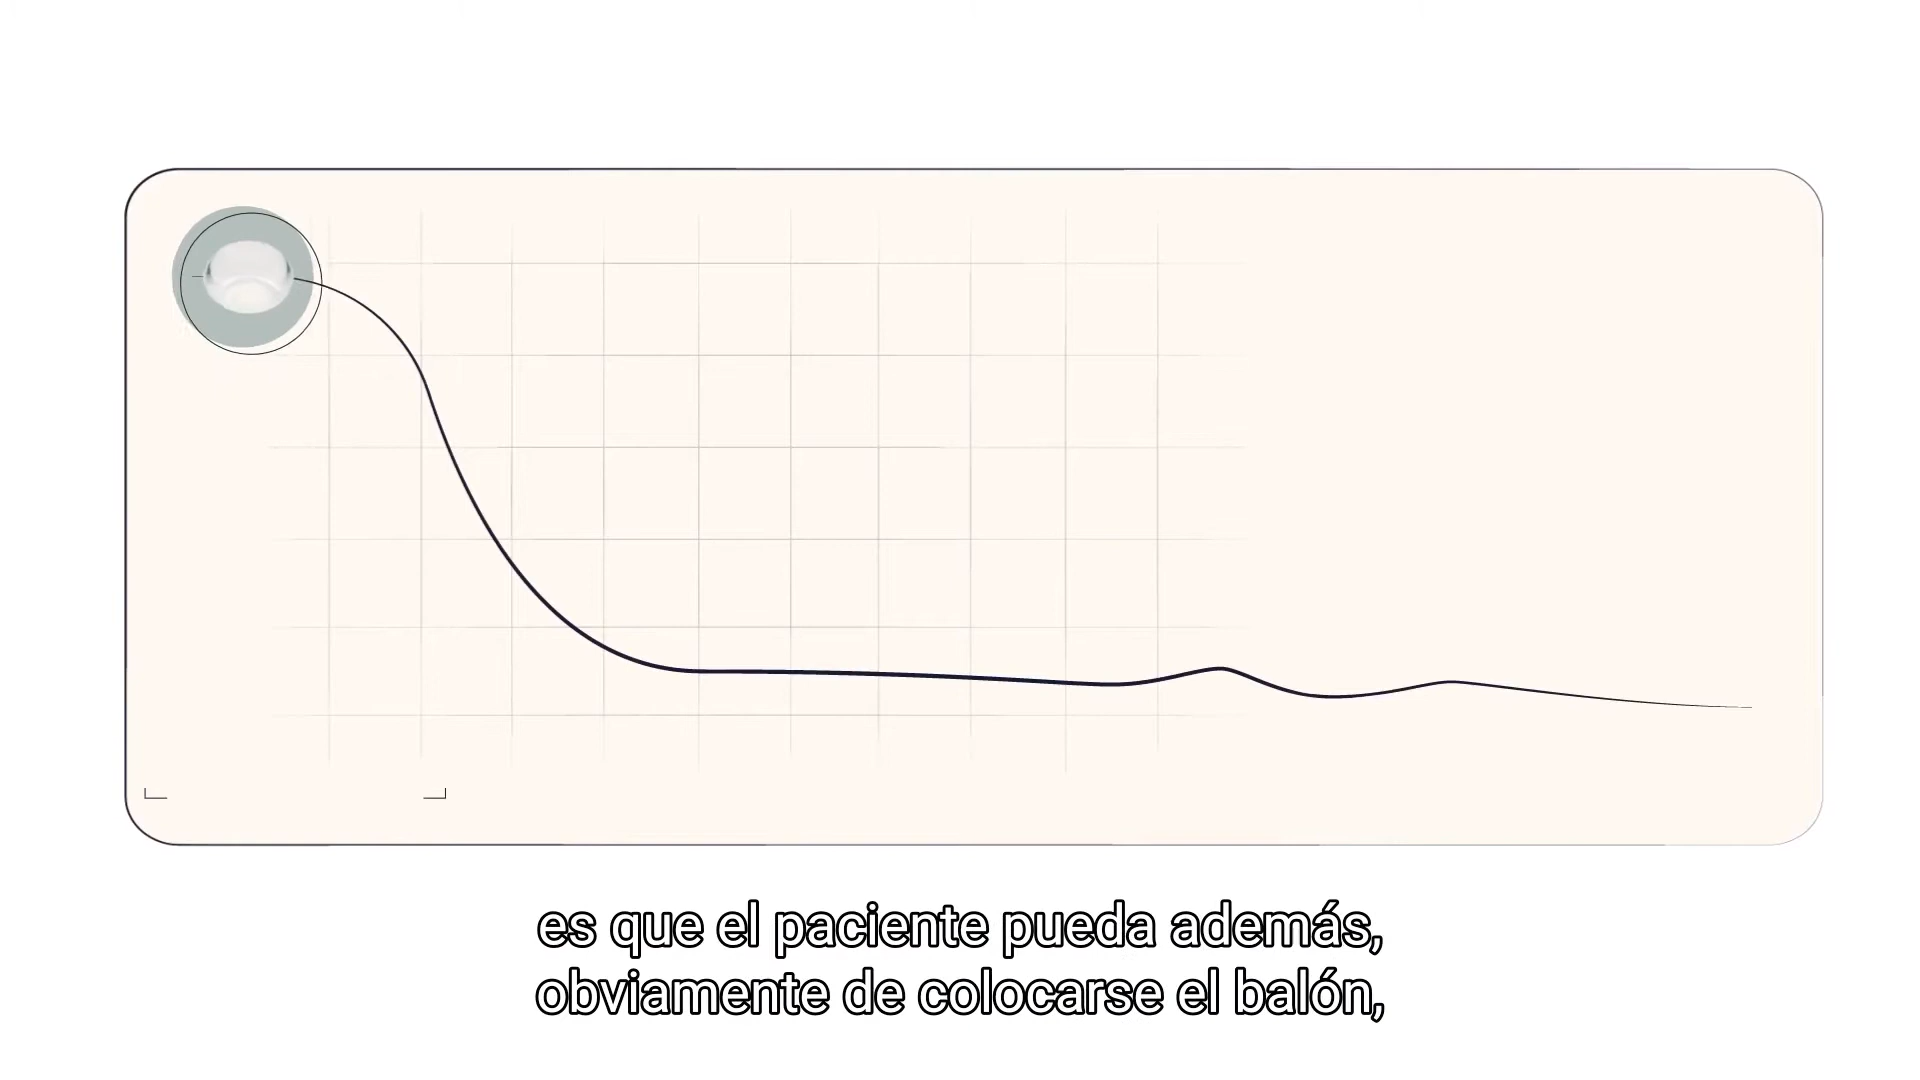 es que el paciente pueda además,
obviamente de colocarse el balón,